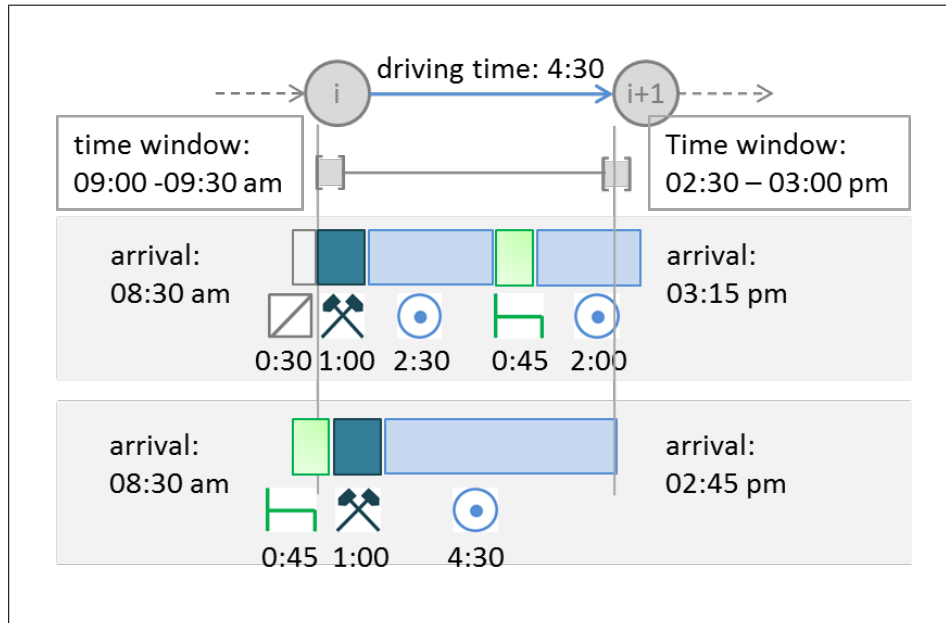 driving time: 4:30
i
i+1
time window:
09:00 -09:30 am
Time window:
02:30 – 03:00 pm
arrival:
08:30 am
arrival:
03:15 pm
0:30 1:00 2:30 0:45 2:00
arrival:
08:30 am
arrival:
02:45 pm
0:45 1:00 4:30